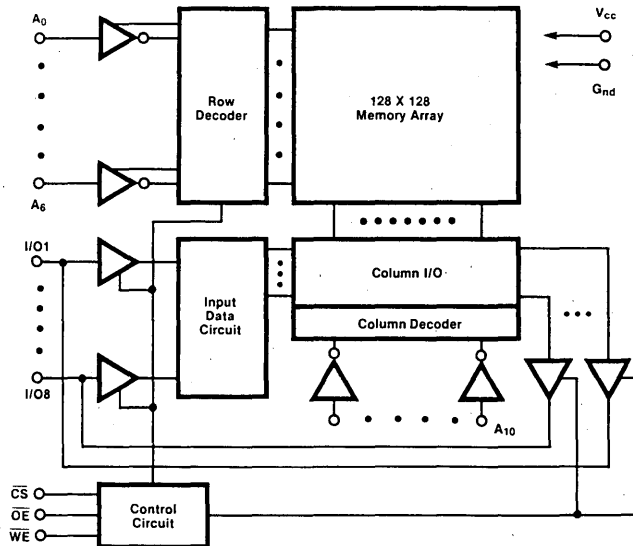 A0
Vcc
Gnd
Row
Decoder
128 X 128
Memory Array
A6
I/O1
Input
Data
Circuit
Column I/O
Column Decoder
I/O8
A10
CS
OE
WE
Control
Circuit